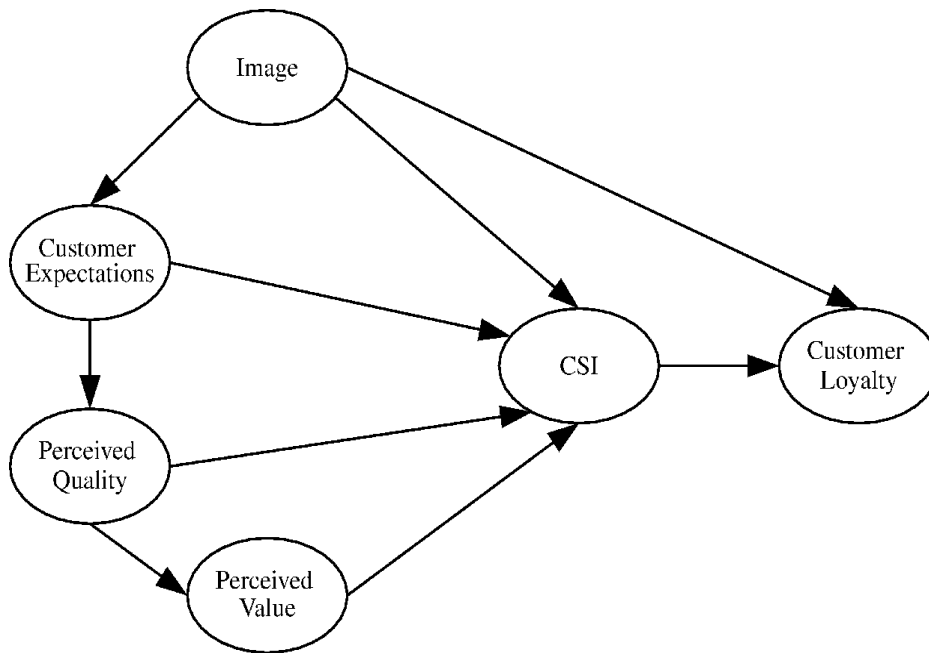 Image
Customer
Expectations
CSI
Customer
Loyalty
Perceived
Quality
Perceived
Value